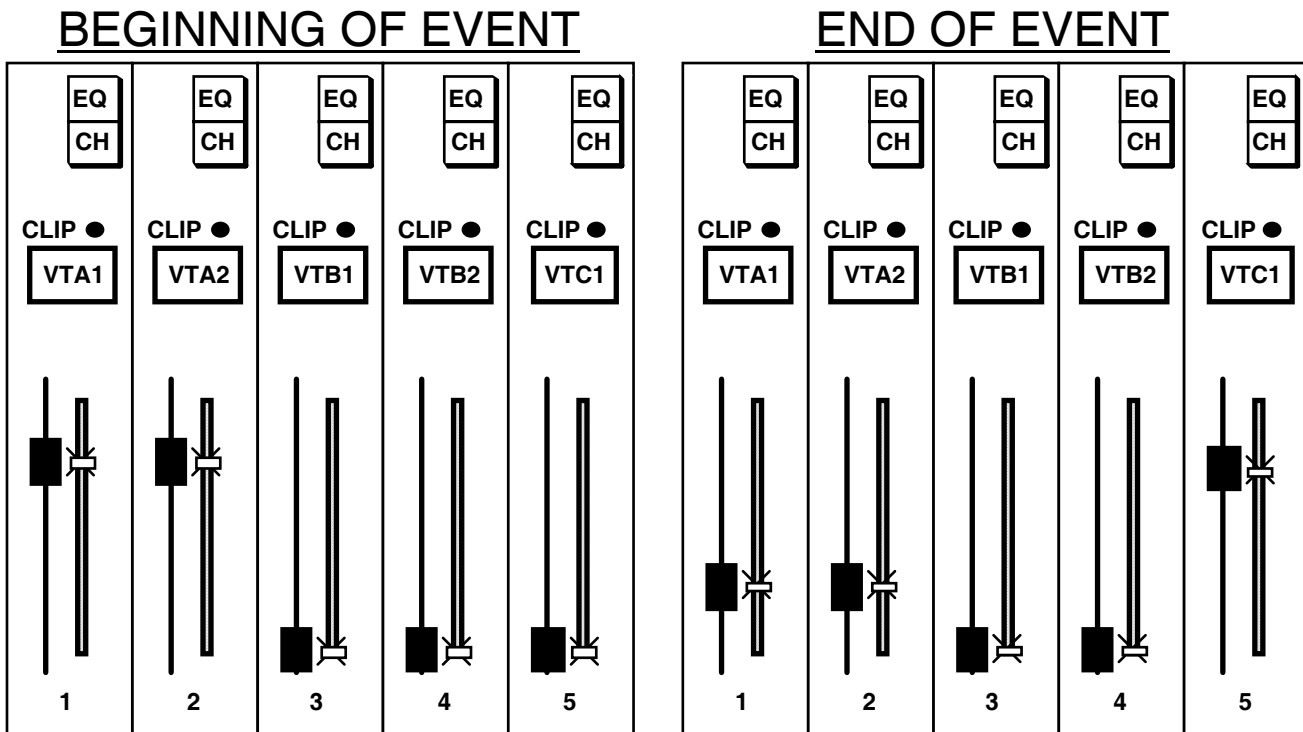 BEGINNING OF EVENT
EQ EQ EQ EQ EQ
CH CH CH CH CH
CLIP CLIP CLIP CLIP CLIP
VTA1 VTA2 VTB1 VTB2 VTC1
1 2 3 4 5
END OF EVENT
EQ EQ EQ EQ EQ
CH CH CH CH CH
CLIP CLIP CLIP CLIP CLIP
VTA1 VTA2 VTB1 VTB2 VTC1
1 2 3 4 5